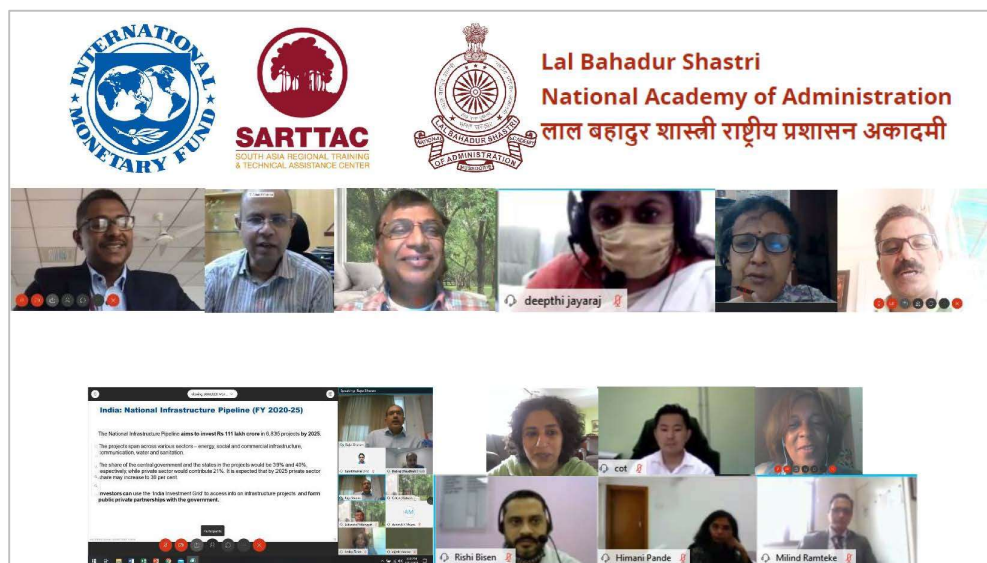 INTERNATIONAL
MONETARY FUND
SARTTAC
SOUTH ASIA REGIONAL TRAINING
& TECHNICAL ASSISTANCE CENTER
LAL BAHADUR SHASTRI
NATIONAL
ACADEMY
OF ADMINISTRATION
Lal Bahadur Shastri
National Academy of Administration
लाल बहादुर शास्त्री राष्ट्रीय प्रशासन अकादमी
deepthi jayaraj
India: National Infrastructure Pipeline (FY 2020-25)
The National Infrastructure Pipeline aims to invest Rs.111 lakh crore in 6,835 projects by 2025.
The projects span across various sectors – energy, social and commercial infrastructure,
communication, water and sanitation.
The share of the central government and the states in the projects would be 39% and 40%,
respectively, while private sector would contribute 21%. It is expected that by 2025 private sector
share may increase to 30 per cent
Investors can use the 'India Investment Grid' to access info on infrastructure projects and form
public private partnerships with the government.
Participants
cot
Rishi Bisen
Himani Pande
Milind Ramteke